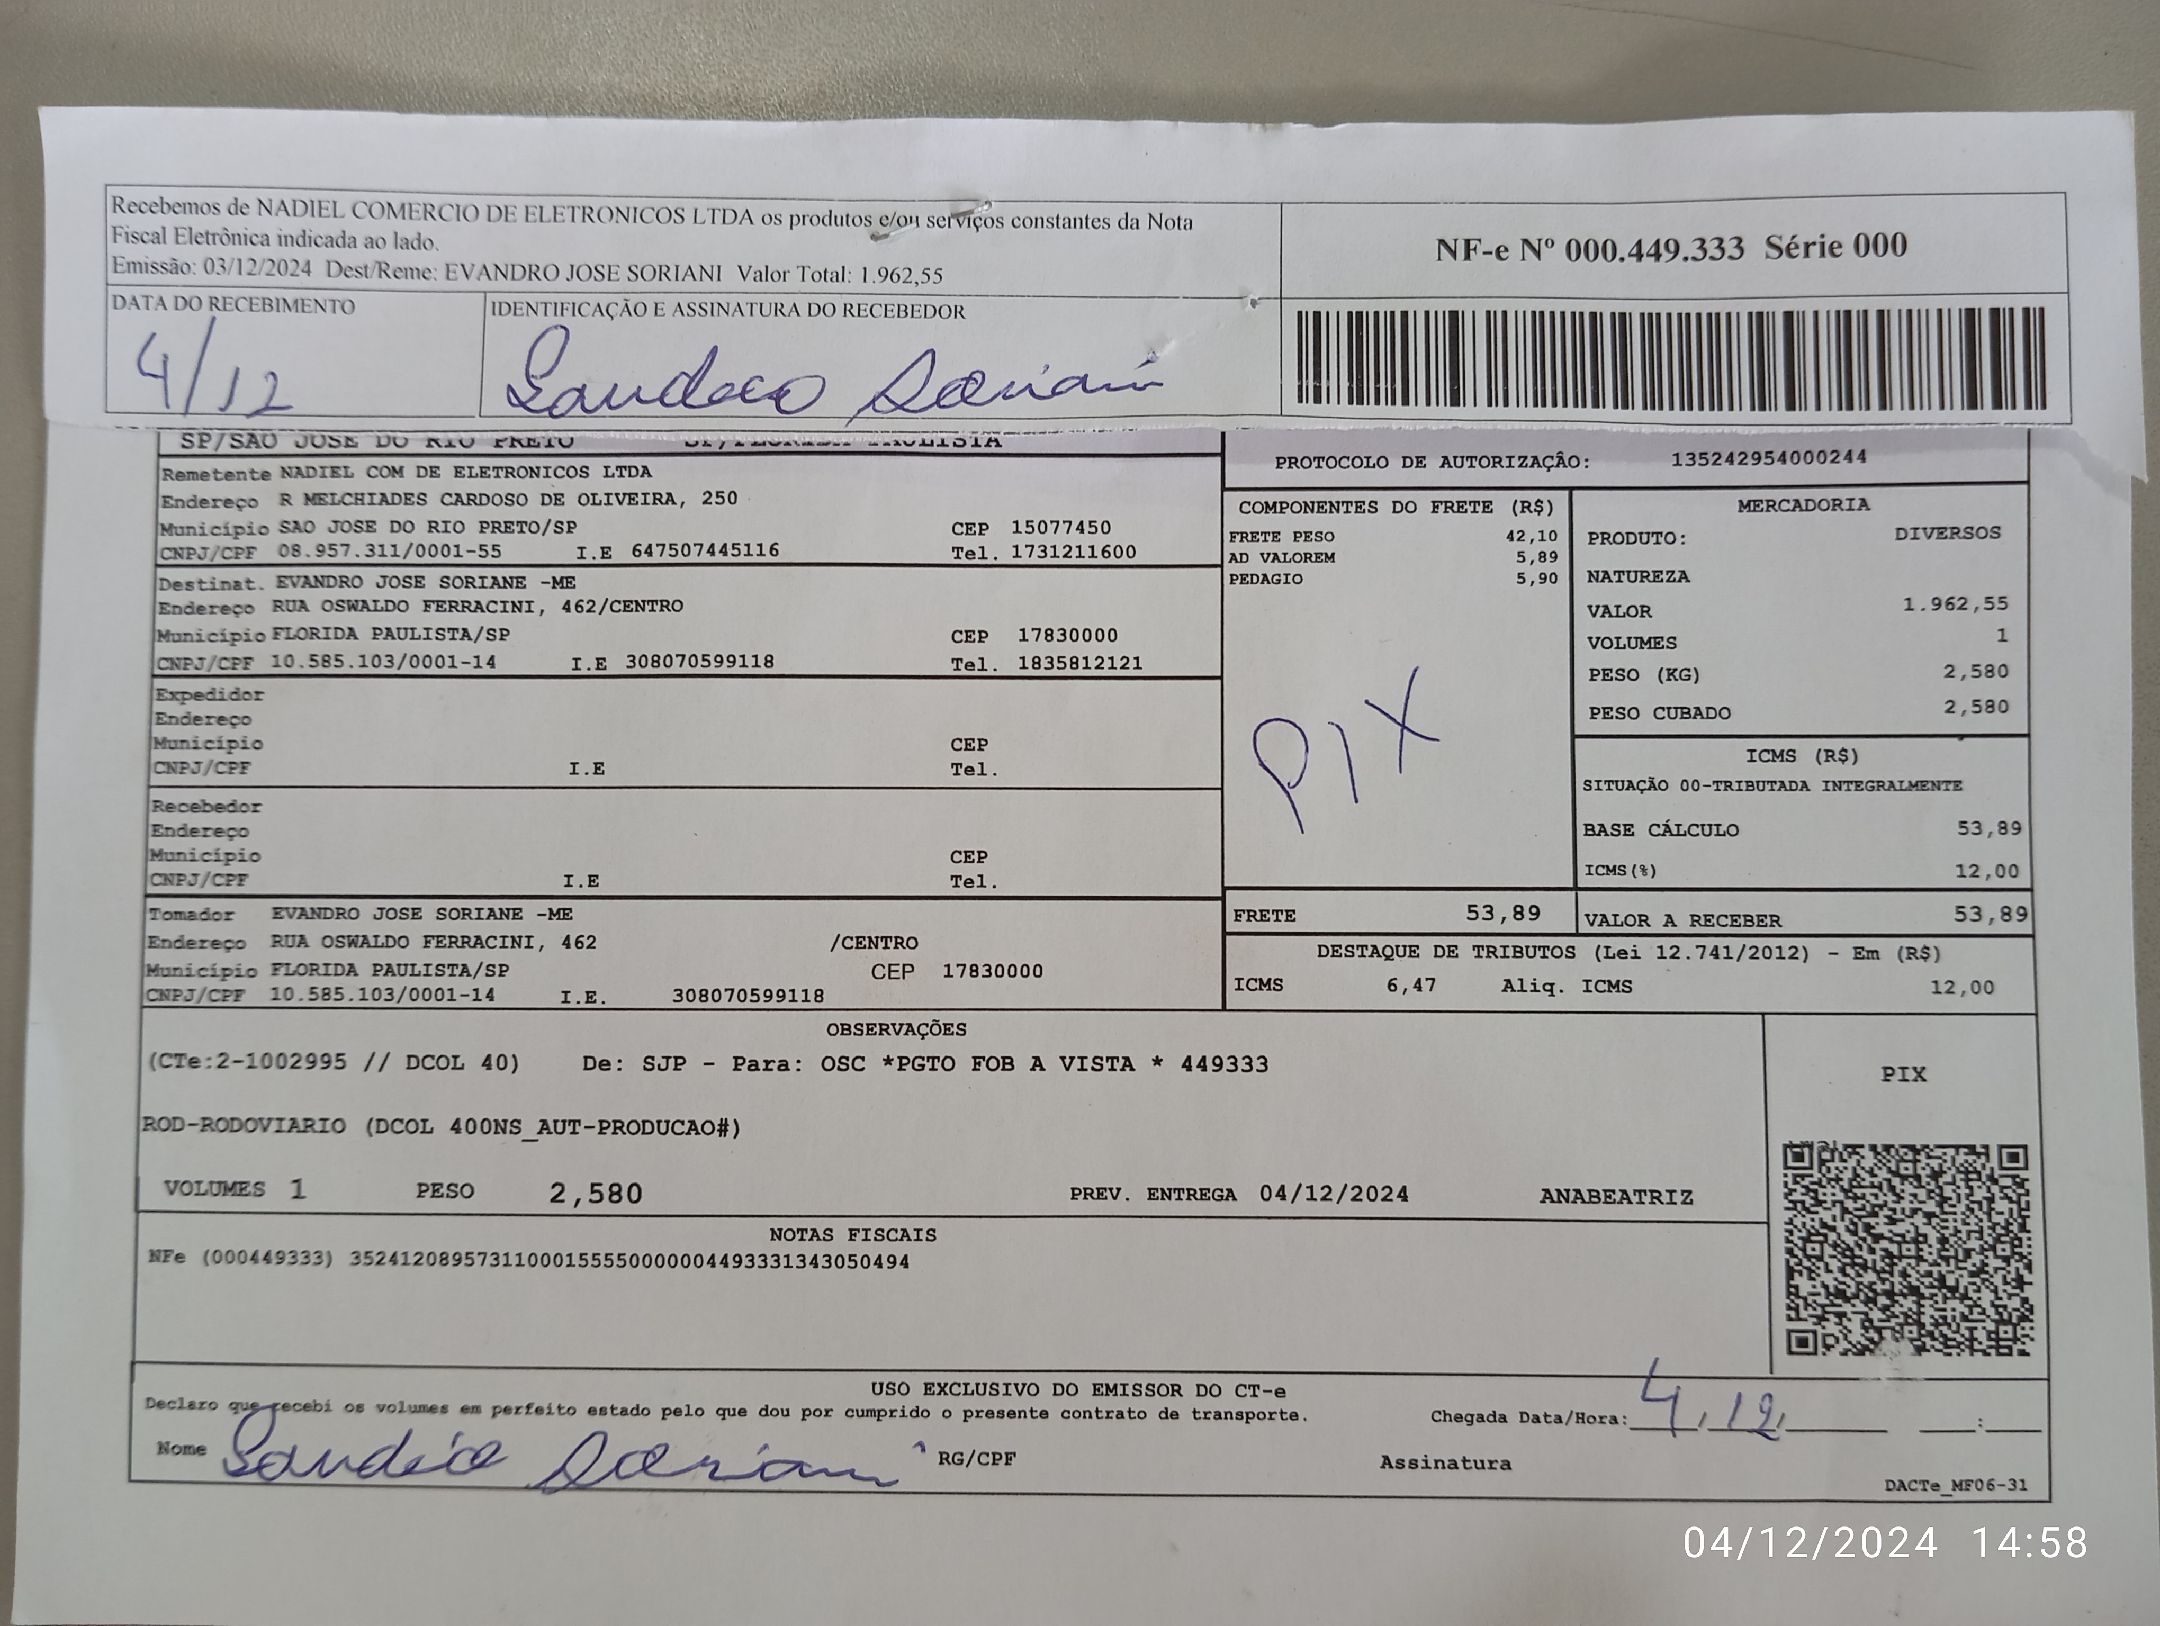 Recebemos de NADIEL COMERCIO DE ELETRONICOS LTDA os produtos e/ou serviços constantes da Nota
Fiscal Eletrônica indicada ao lado.
Emissão: 03/12/2024 Dest/Reme: EVANDRO JOSE SORIANI Valor Total: 1.962,55
NF-e Nº 000.449.333 Série 000
DATA DO RECEBIMENTO
IDENTIFICAÇÃO E ASSINATURA DO RECEBEDOR
4/12
SP/SAO JOSE DO RIO PRETO SP/FLORIDA PAULISTA
Remetente NADIEL COM DE ELETRONICOS LTDA
Endereço R MELCHIADES CARDOSO DE OLIVEIRA, 250
Município SAO JOSE DO RIO PRETO/SP CEP 15077450
CNPJ/CPF 08.957.311/0001-55 I.E 647507445116 Tel. 1731211600
Destinat. EVANDRO JOSE SORIANE -ME
Endereço RUA OSWALDO FERRACINI, 462/CENTRO
Município FLORIDA PAULISTA/SP CEP 17830000
CNPJ/CPF 10.585.103/0001-14 I.E 308070599118 Tel. 1835812121
Expedidor
Endereço
Município CEP
CNPJ/CPF I.E Tel.
Recebedor
Endereço
Município CEP
CNPJ/CPF I.E Tel.
Tomador EVANDRO JOSE SORIANE -ME
Endereço RUA OSWALDO FERRACINI, 462 /CENTRO
Município FLORIDA PAULISTA/SP CEP 17830000
CNPJ/CPF 10.585.103/0001-14 I.E. 308070599118
PROTOCOLO DE AUTORIZAÇÂO: 135242954000244
COMPONENTES DO FRETE (R$)
FRETE PESO 42,10
AD VALOREM 5,89
PEDAGIO 5,90
PIX
MERCADORIA
PRODUTO: DIVERSOS
NATUREZA
VALOR 1.962,55
VOLUMES 1
PESO (KG) 2,580
PESO CUBADO 2,580
ICMS (R$)
SITUAÇÃO 00-TRIBUTADA INTEGRALMENTE
BASE CÁLCULO 53,89
ICMS(%) 12,00
FRETE 53,89 VALOR A RECEBER 53,89
DESTAQUE DE TRIBUTOS (Lei 12.741/2012) - Em (R$)
ICMS 6,47 Aliq. ICMS 12,00
OBSERVAÇÕES
(CTe:2-1002995 // DCOL 40) De: SJP - Para: OSC *PGTO FOB A VISTA * 449333
ROD-RODOVIARIO (DCOL 400NS_AUT-PRODUCAO#)
VOLUMES 1 PESO 2,580 PREV. ENTREGA 04/12/2024 ANABEATRIZ
PIX
NOTAS FISCAIS
NFe (000449333) 35241208957311000155550000004493331343050494
USO EXCLUSIVO DO EMISSOR DO CT-e
Declaro que recebi os volumes em perfeito estado pelo que dou por cumprido o presente contrato de transporte.
Chegada Data/Hora: 4/12/ :
Nome RG/CPF Assinatura
DACTe_MF06-31
04/12/2024 14:58